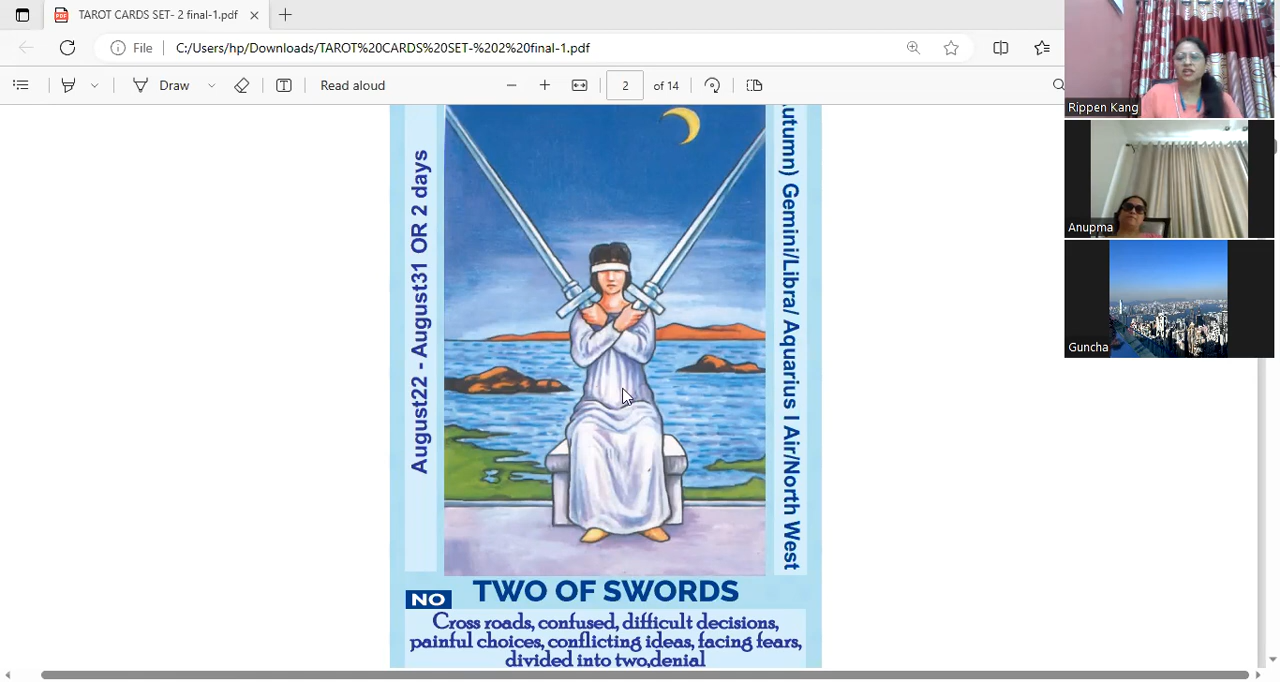 TAROT CARDS SET- 2 final-1.pdf
File
C:/Users/hp/Downloads/TAROT%20CARDS%20SET-%202%20final-1.pdf
Draw
Read aloud
2
of 14
August22 - August31 OR 2 days
utumn) Gemini/Libra/ Aquarius I Air/North West
NO
TWO OF SWORDS
Cross roads, confused, difficult decisions,
painful choices, conflicting ideas, facing fears,
divided into two,denial
Rippen Kang
Anupma
Guncha